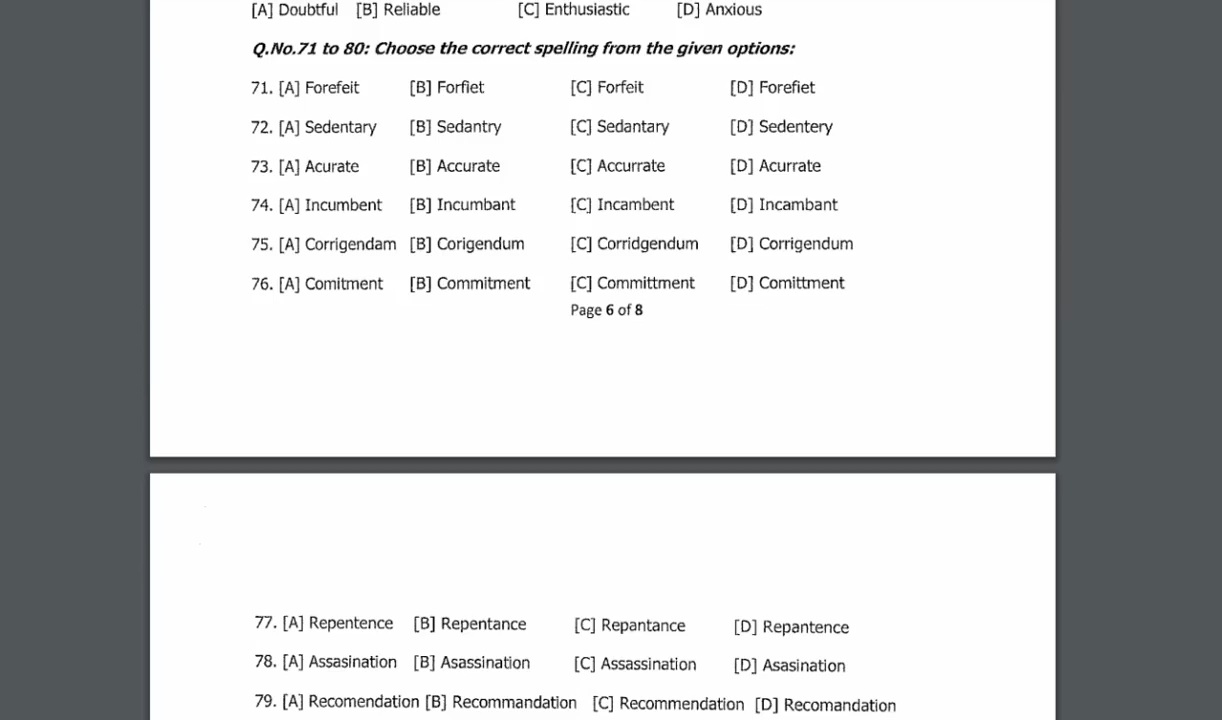 [A] Doubtful [B] Reliable [C] Enthusiastic [D] Anxious
Q.No.71 to 80: Choose the correct spelling from the given options:
71. [A] Forefeit [B] Forfiet [C] Forfeit [D] Forefiet
72. [A] Sedentary [B] Sedantry [C] Sedantary [D] Sedentery
73. [A] Acurate [B] Accurate [C] Accurrate [D] Acurrate
74. [A] Incumbent [B] Incumbant [C] Incambent [D] Incambant
75. [A] Corrigendam [B] Corigendum [C] Corridgendum [D] Corrigendum
76. [A] Comitment [B] Commitment [C] Committment [D] Comittment
Page 6 of 8
77. [A] Repentence [B] Repentance [C] Repantance [D] Repantence
78. [A] Assasination [B] Asassination [C] Assassination [D] Asasination
79. [A] Recomendation [B] Recommandation [C] Recommendation [D] Recomandation